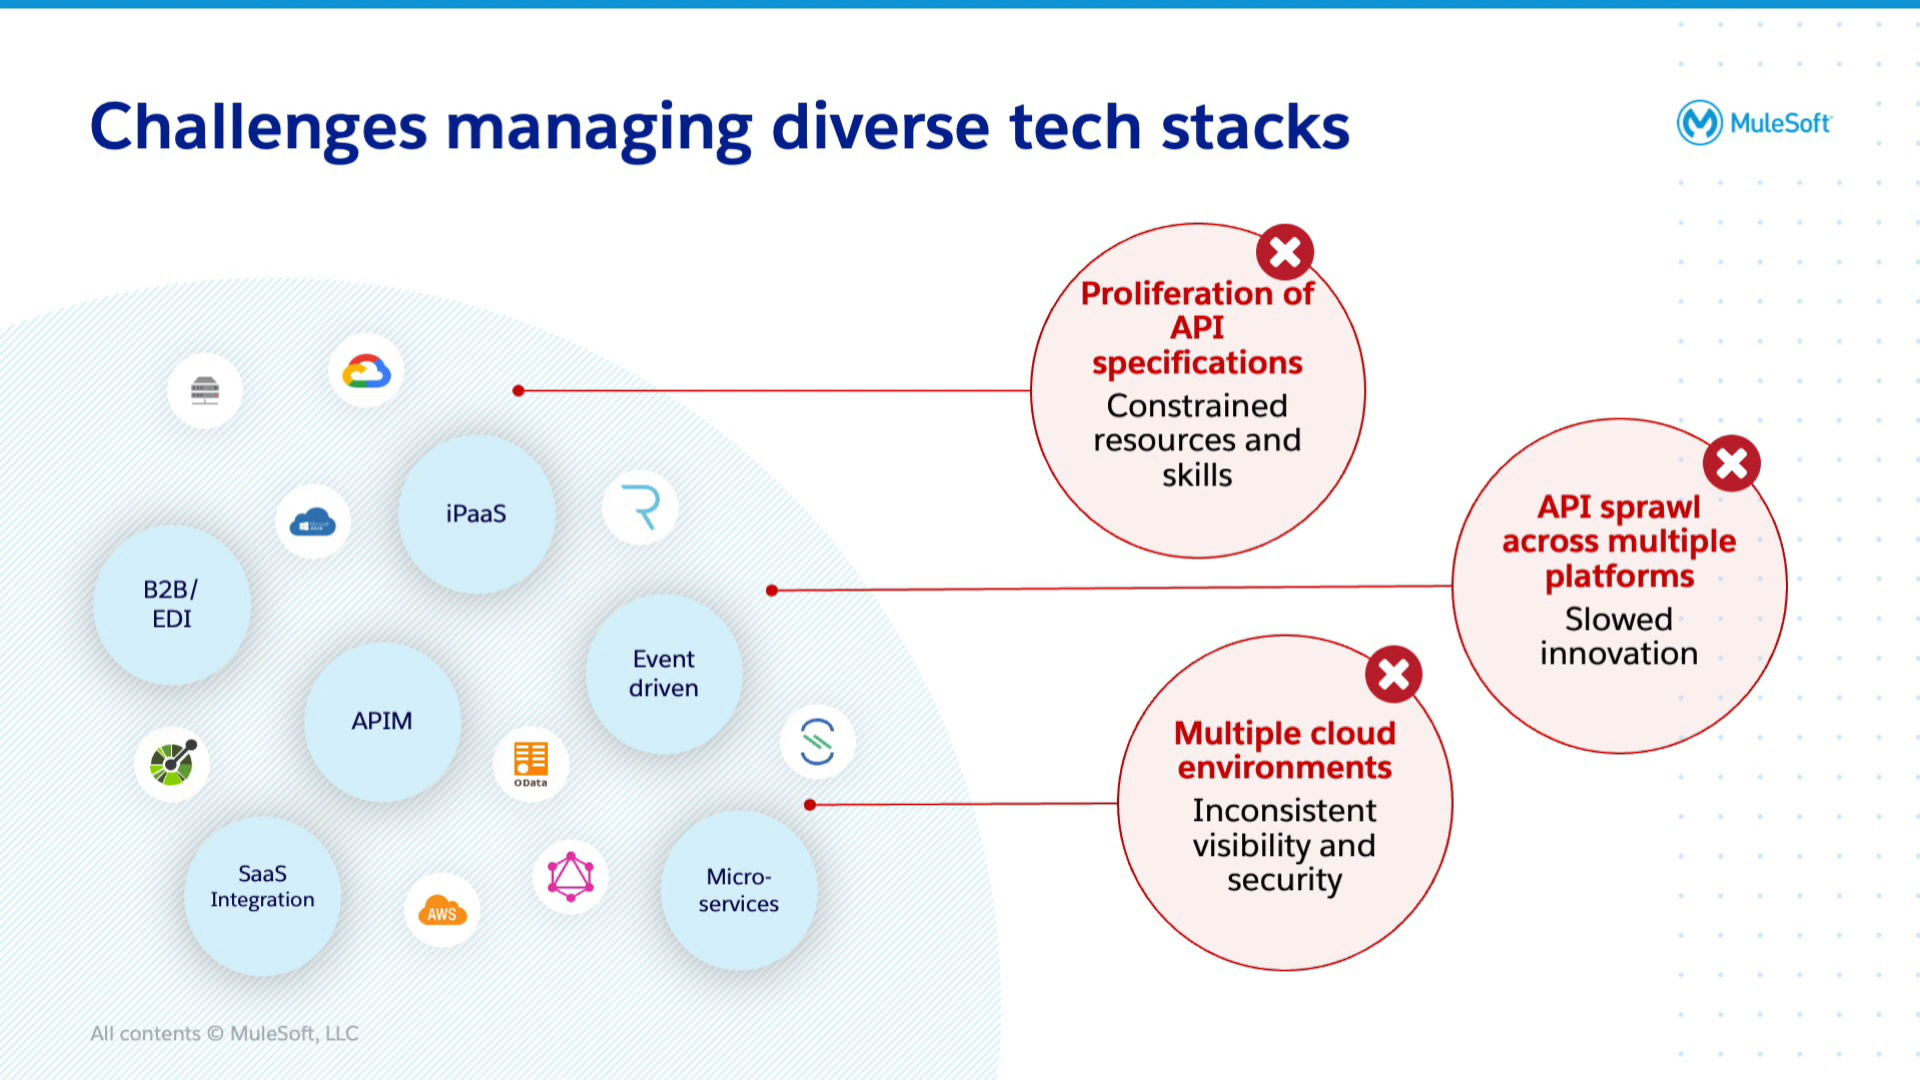 Challenges managing diverse tech stacks
MuleSoft
Proliferation of
API
specifications
Constrained
resources and
skills
API sprawl
across multiple
platforms
Slowed
innovation
Multiple cloud
environments
Inconsistent
visibility and
security
iPaaS
B2B/
EDI
Event
driven
APIM
OData
SaaS
Integration
AWS
Micro-
services
All contents © MuleSoft, LLC